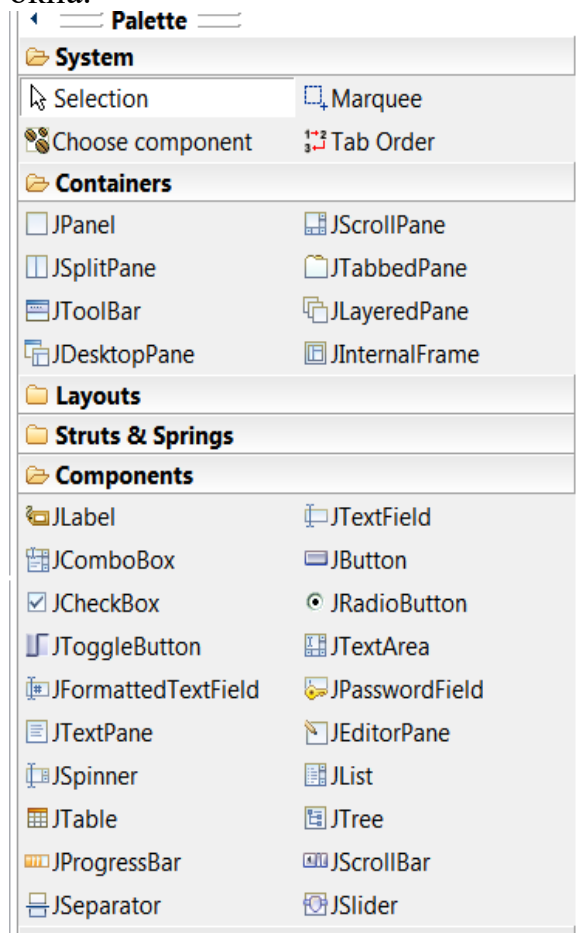 Palette
System
Selection Marquee
Choose component Tab Order
Containers
JPanel JScrollPane
JSplitPane JTabbedPane
JToolBar JLayeredPane
JDesktopPane JInternalFrame
Layouts
Struts & Springs
Components
JLabel JTextField
JComboBox JButton
JCheckBox JRadioButton
JToggleButton JTextArea
JFormattedTextField JPasswordField
JTextPane JEditorPane
JSpinner JList
JTable JTree
JProgressBar JScrollBar
JSeparator JSlider